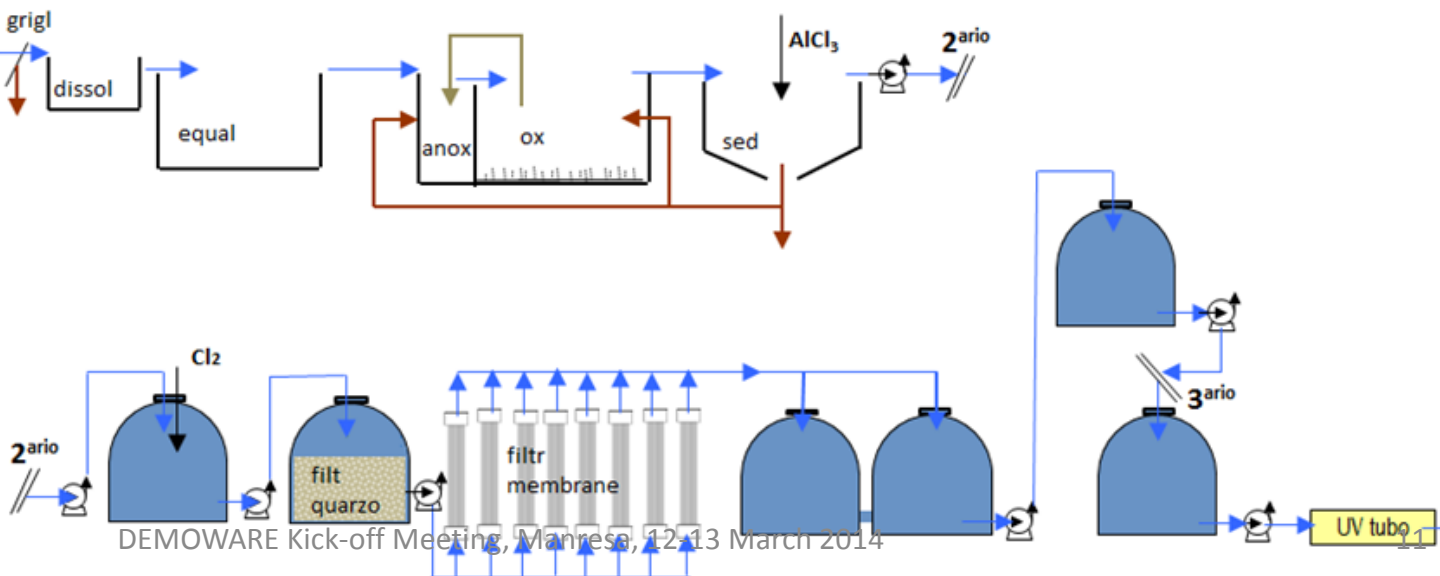 grigl
dissol
equal
anox
ox
sed
AlCl₃
2ario
Cl₂
2ario
filt
quarzo
filtr
membrane
3ario
UV tubo
DEMOWARE Kick-off Meeting, Manresa, 12-13 March 2014
11